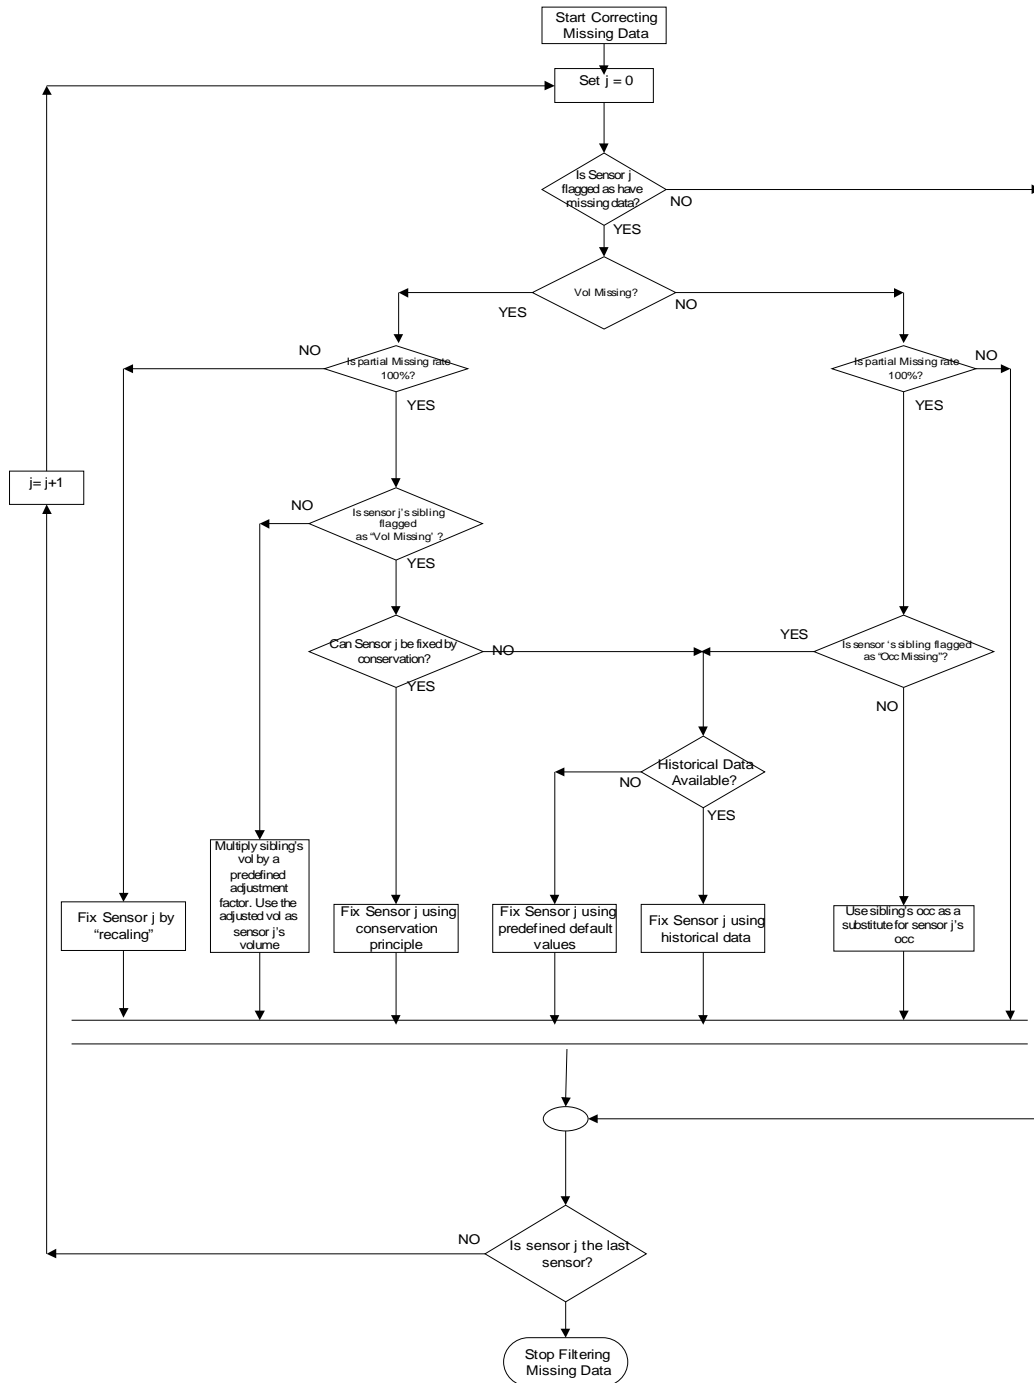 Start Correcting
Missing Data
Set j = 0
Is Sensor j
flagged as have
missing data?
NO
YES
Vol Missing?
YES
NO
NO
Is partial Missing rate
100%?
YES
Is partial Missing rate
100%?
NO
YES
j= j+1
NO
Is sensor j's sibling
flagged
as “Vol Missing' ?
YES
Can Sensor j be fixed by
conservation?
NO
YES
YES
Is sensor ‘s sibling flagged
as “Occ Missing”?
NO
Historical Data
Available?
NO
YES
Multiply sibling's
vol by a
predefined
adjustment
factor. Use the
adjusted vol as
sensor j's
volume
Fix Sensor j by
“recaling”
Fix Sensor j using
conservation
principle
Fix Sensor j using
predefined default
values
Fix Sensor j using
historical data
Use sibling's occ as a
substitute for sensor j's
occ
NO
Is sensor j the last
sensor?
Stop Filtering
Missing Data